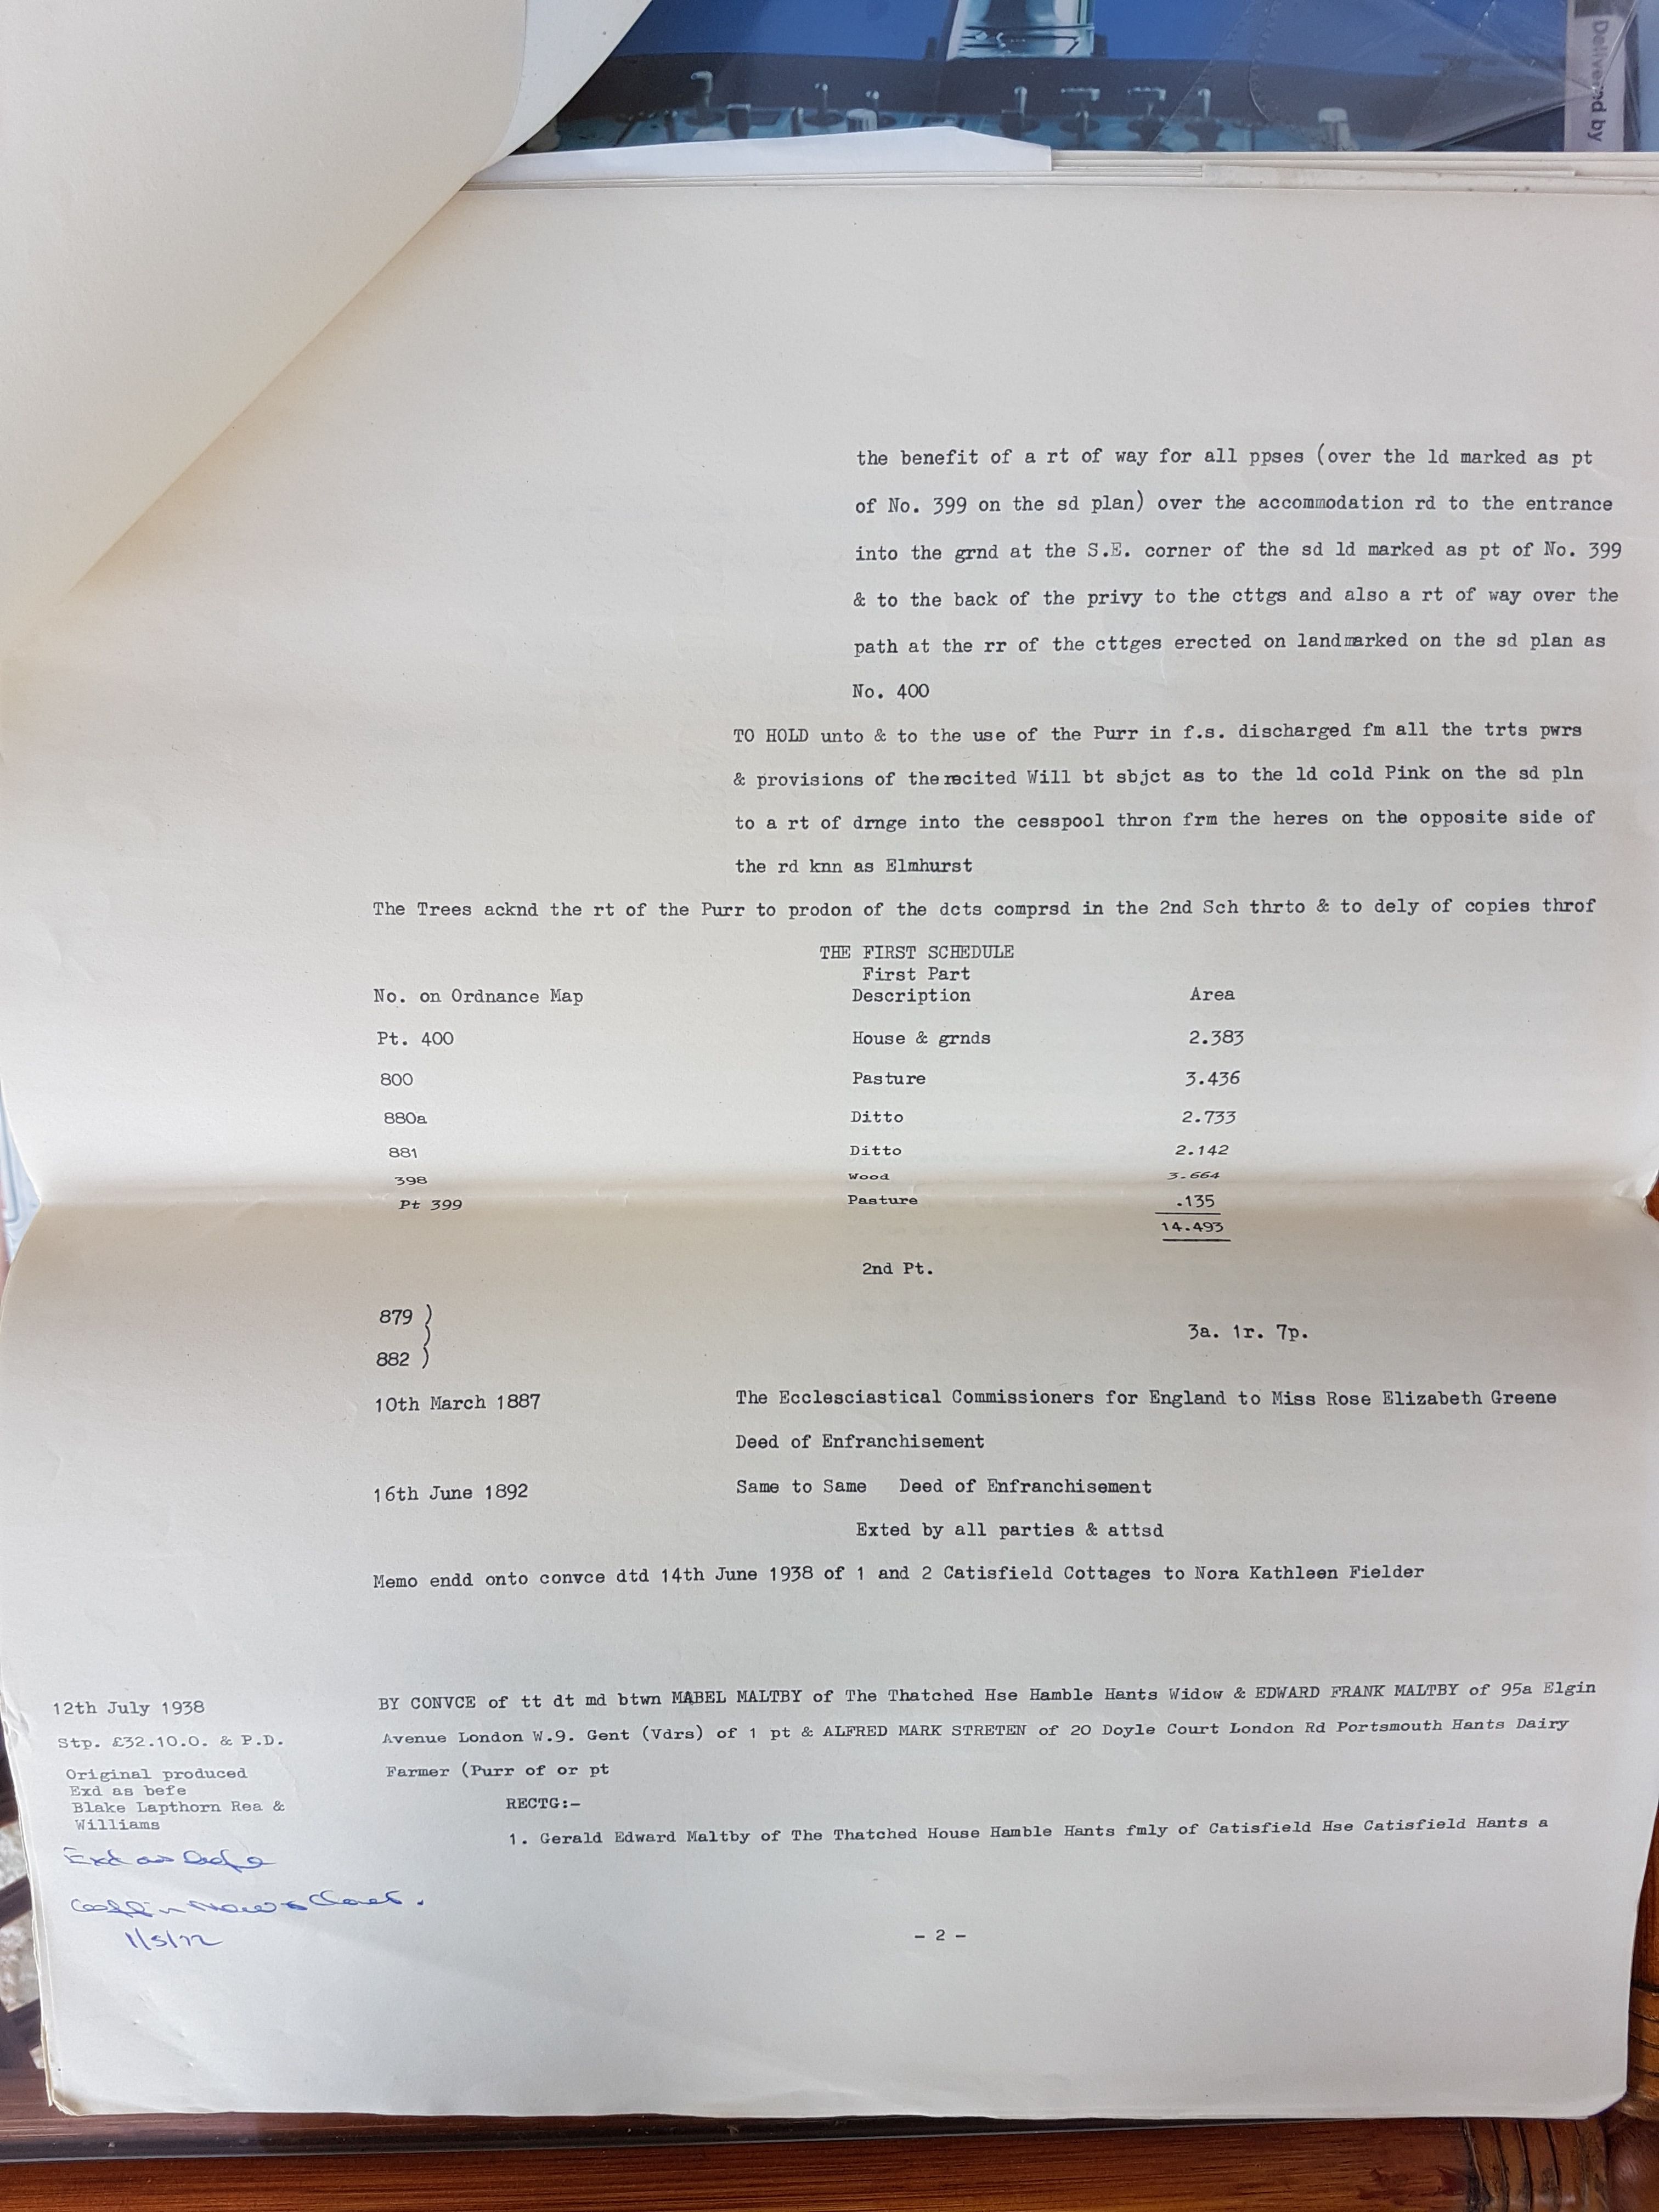 Delivered by
the benefit of a rt of way for all ppses (over the ld marked as pt
of No. 399 on the sd plan) over the accommodation rd to the entrance
into the grnd at the S.E. corner of the sd ld marked as pt of No. 399
& to the back of the privy to the cttgs and also a rt of way over the
path at the rr of the cttges erected on landmarked on the sd plan as
No. 400
TO HOLD unto & to the use of the Purr in f.s. discharged fm all the trts pwrs
& provisions of the recited Will bt sbjct as to the ld cold Pink on the sd pln
to a rt of drnge into the cesspool thron frm the heres on the opposite side of
the rd knn as Elmhurst
The Trees acknd the rt of the Purr to prodon of the dcts comprsd in the 2nd Sch thrto & to dely of copies throf
THE FIRST SCHEDULE
First Part
No. on Ordnance Map Description Area
Pt. 400 House & grnds 2.383
800 Pasture 3.436
880a Ditto 2.733
881 Ditto 2.142
398 Wood 3.664
Pt 399 Pasture .135
14.493
2nd Pt.
879 )
3a. 1r. 7p.
882 )
10th March 1887 The Ecclesciastical Commissioners for England to Miss Rose Elizabeth Greene
Deed of Enfranchisement
16th June 1892 Same to Same Deed of Enfranchisement
Exted by all parties & attsd
Memo endd onto convce dtd 14th June 1938 of 1 and 2 Catisfield Cottages to Nora Kathleen Fielder
12th July 1938 BY CONVCE of tt dt md btwn MABEL MALTBY of The Thatched Hse Hamble Hants Widow & EDWARD FRANK MALTBY of 95a Elgin
Stp. £32.10.0. & P.D. Avenue London W.9. Gent (Vdrs) of 1 pt & ALFRED MARK STRETEN of 20 Doyle Court London Rd Portsmouth Hants Dairy
Original produced Farmer (Purr of or pt
Exd as befe
Blake Lapthorn Rea & RECTG:-
Williams
1. Gerald Edward Maltby of The Thatched House Hamble Hants fmly of Catisfield Hse Catisfield Hants a
Exd as befe
1/5/72
- 2 -